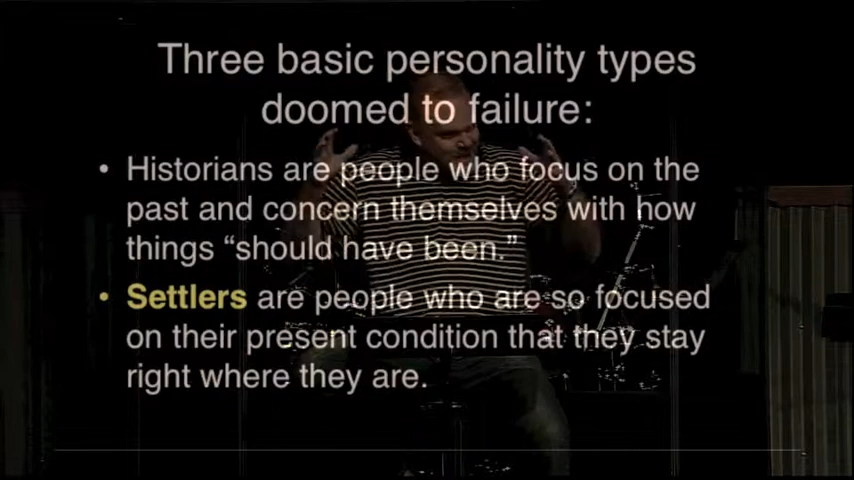 Three basic personality types
doomed to failure:
• Historians are people who focus on the
past and concern themselves with how
things “should have been.”
• Settlers are people who are so focused
on their present condition that they stay
right where they are.